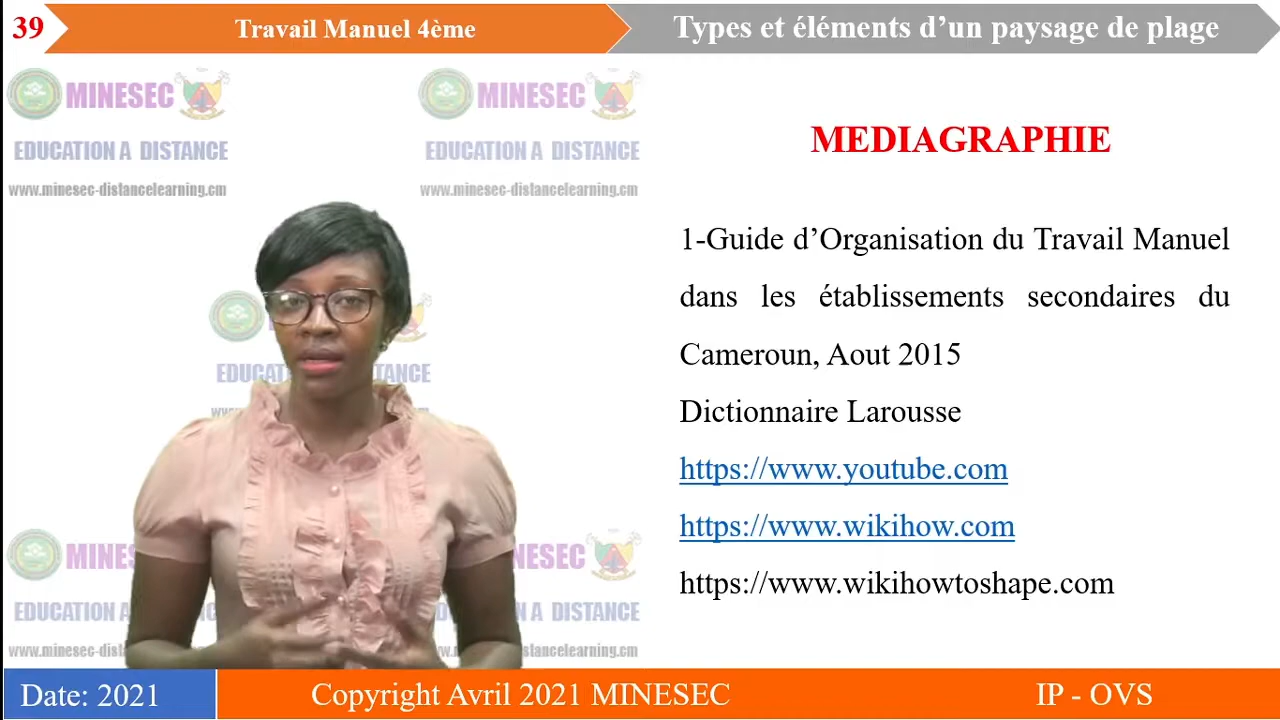 39
Travail Manuel 4ème
Types et éléments d’un paysage de plage
MINESEC
EDUCATION A DISTANCE
www.minesec-distancelearning.cm
MINESEC
EDUCATION A DISTANCE
www.minesec-distancelearning.cm
MEDIAGRAPHIE
1-Guide d’Organisation du Travail Manuel
dans les établissements secondaires du
Cameroun, Aout 2015
Dictionnaire Larousse
https://www.youtube.com
https://www.wikihow.com
https://www.wikihowtoshape.com
Date: 2021
Copyright Avril 2021 MINESEC
IP - OVS